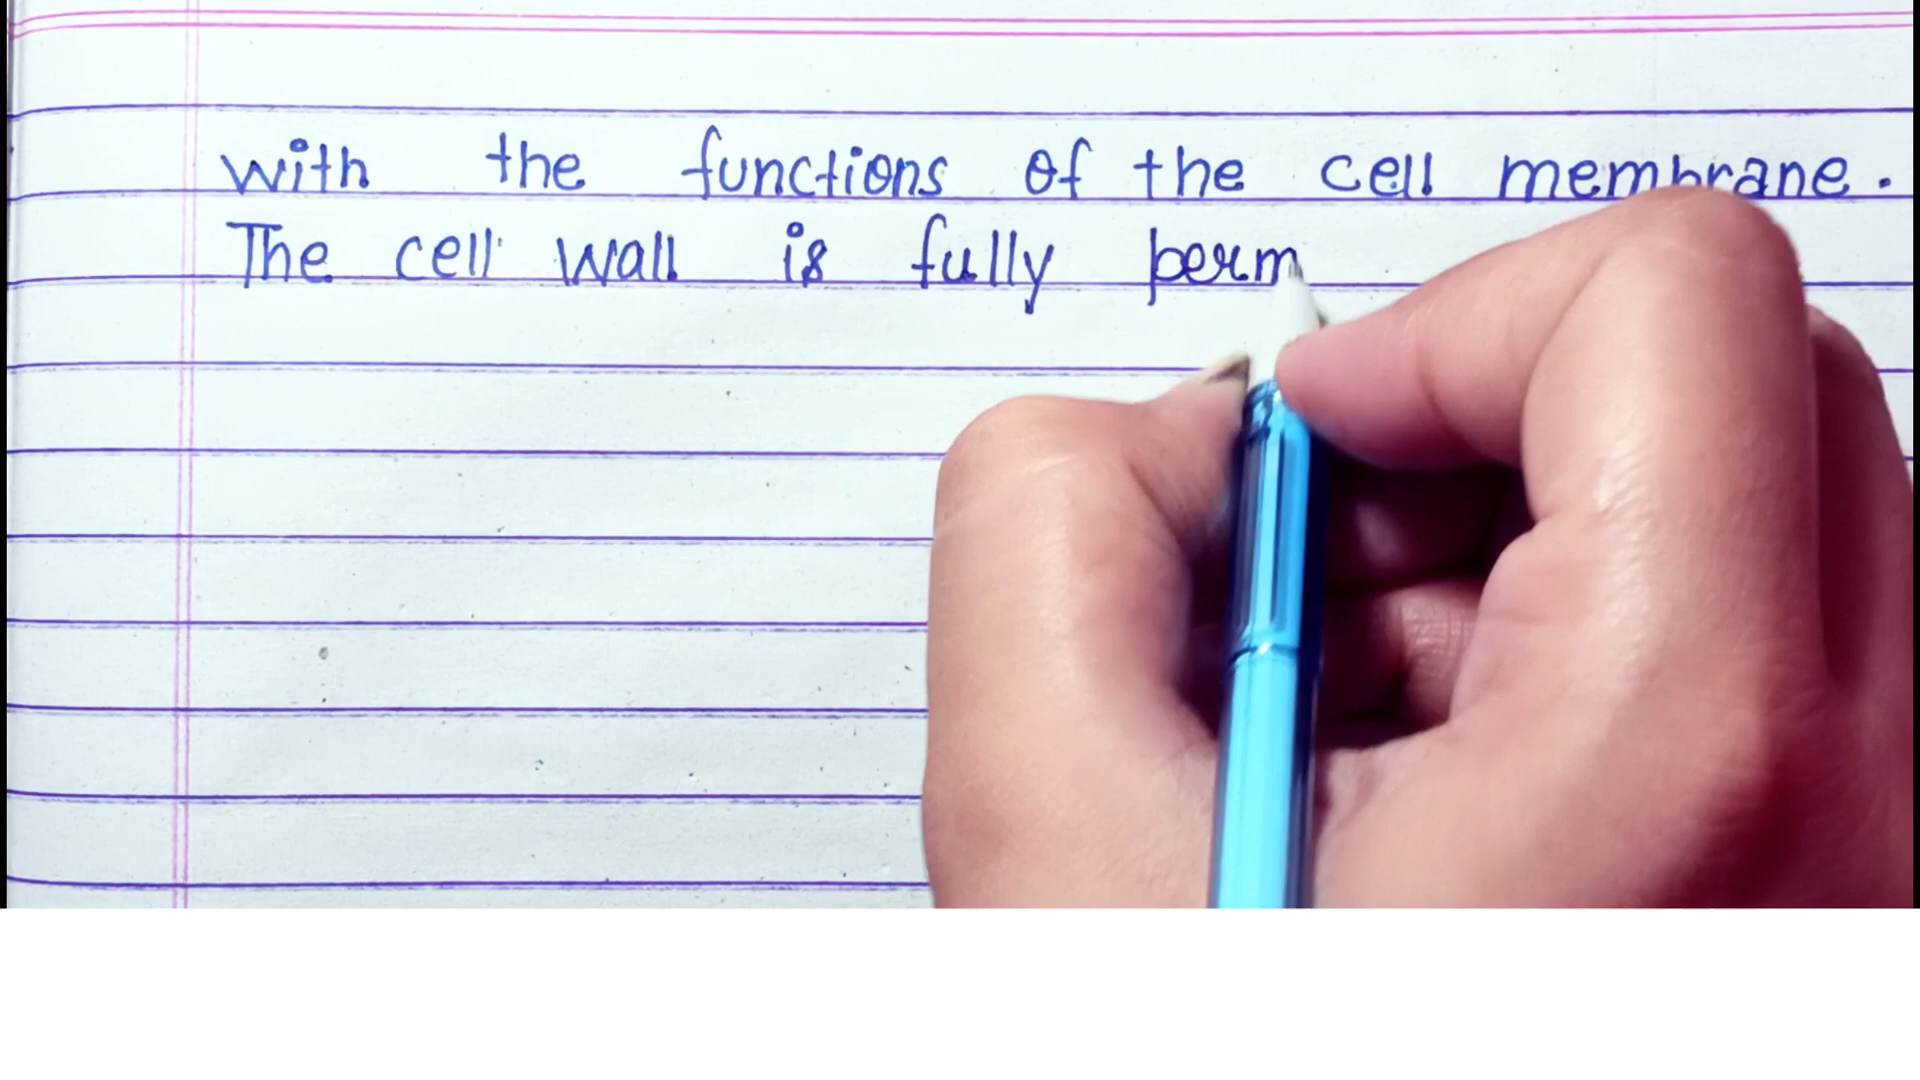 with the functions of the cell membrane.
The cell wall is fully perm